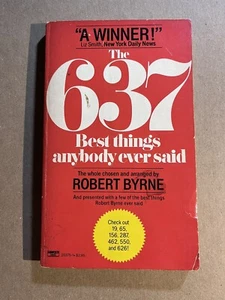 "A WINNER!"
Liz Smith, New York Daily News
The
637
Best things
anybody ever said
The whole chosen and arranged by
ROBERT BYRNE
And presented with a few of the best things
Robert Byrne ever said
Check out
19, 65,
156, 287,
462, 550,
and 626!